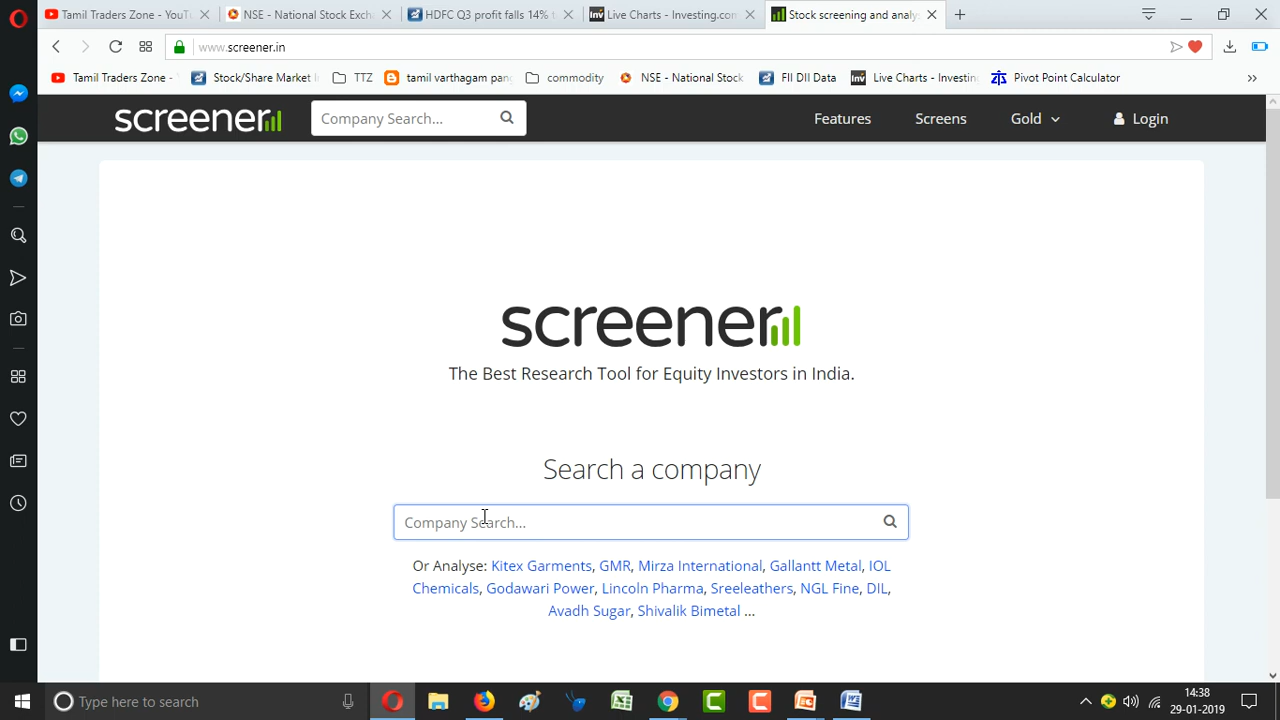 Tamil Traders Zone - YouTu
NSE - National Stock Exch
HDFC Q3 profit falls 14% t
Inv Live Charts - Investing.com
Stock screening and analys
www.screener.in
Tamil Traders Zone -
Stock/Share Market I
TTZ
tamil varthagam pan
commodity
NSE - National Stock
FII DII Data
Inv Live Charts - Investin
Pivot Point Calculator
screener
Company Search...
Features
Screens
Gold
Login
screener
The Best Research Tool for Equity Investors in India.
Search a company
Company Search...
Or Analyse: Kitex Garments, GMR, Mirza International, Gallantt Metal, IOL
Chemicals, Godawari Power, Lincoln Pharma, Sreeleathers, NGL Fine, DIL,
Avadh Sugar, Shivalik Bimetal ...
Type here to search
14:38
29-01-2019